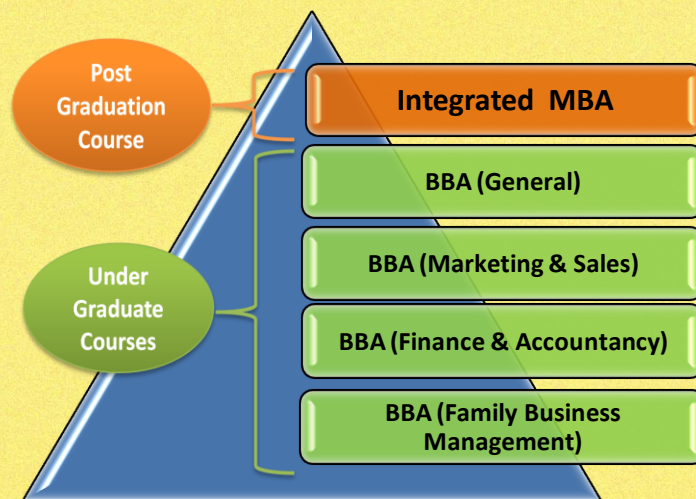 Post
Graduation
Course
Integrated MBA
BBA (General)
BBA (Marketing & Sales)
Under
Graduate
Courses
BBA (Finance & Accountancy)
BBA (Family Business
Management)